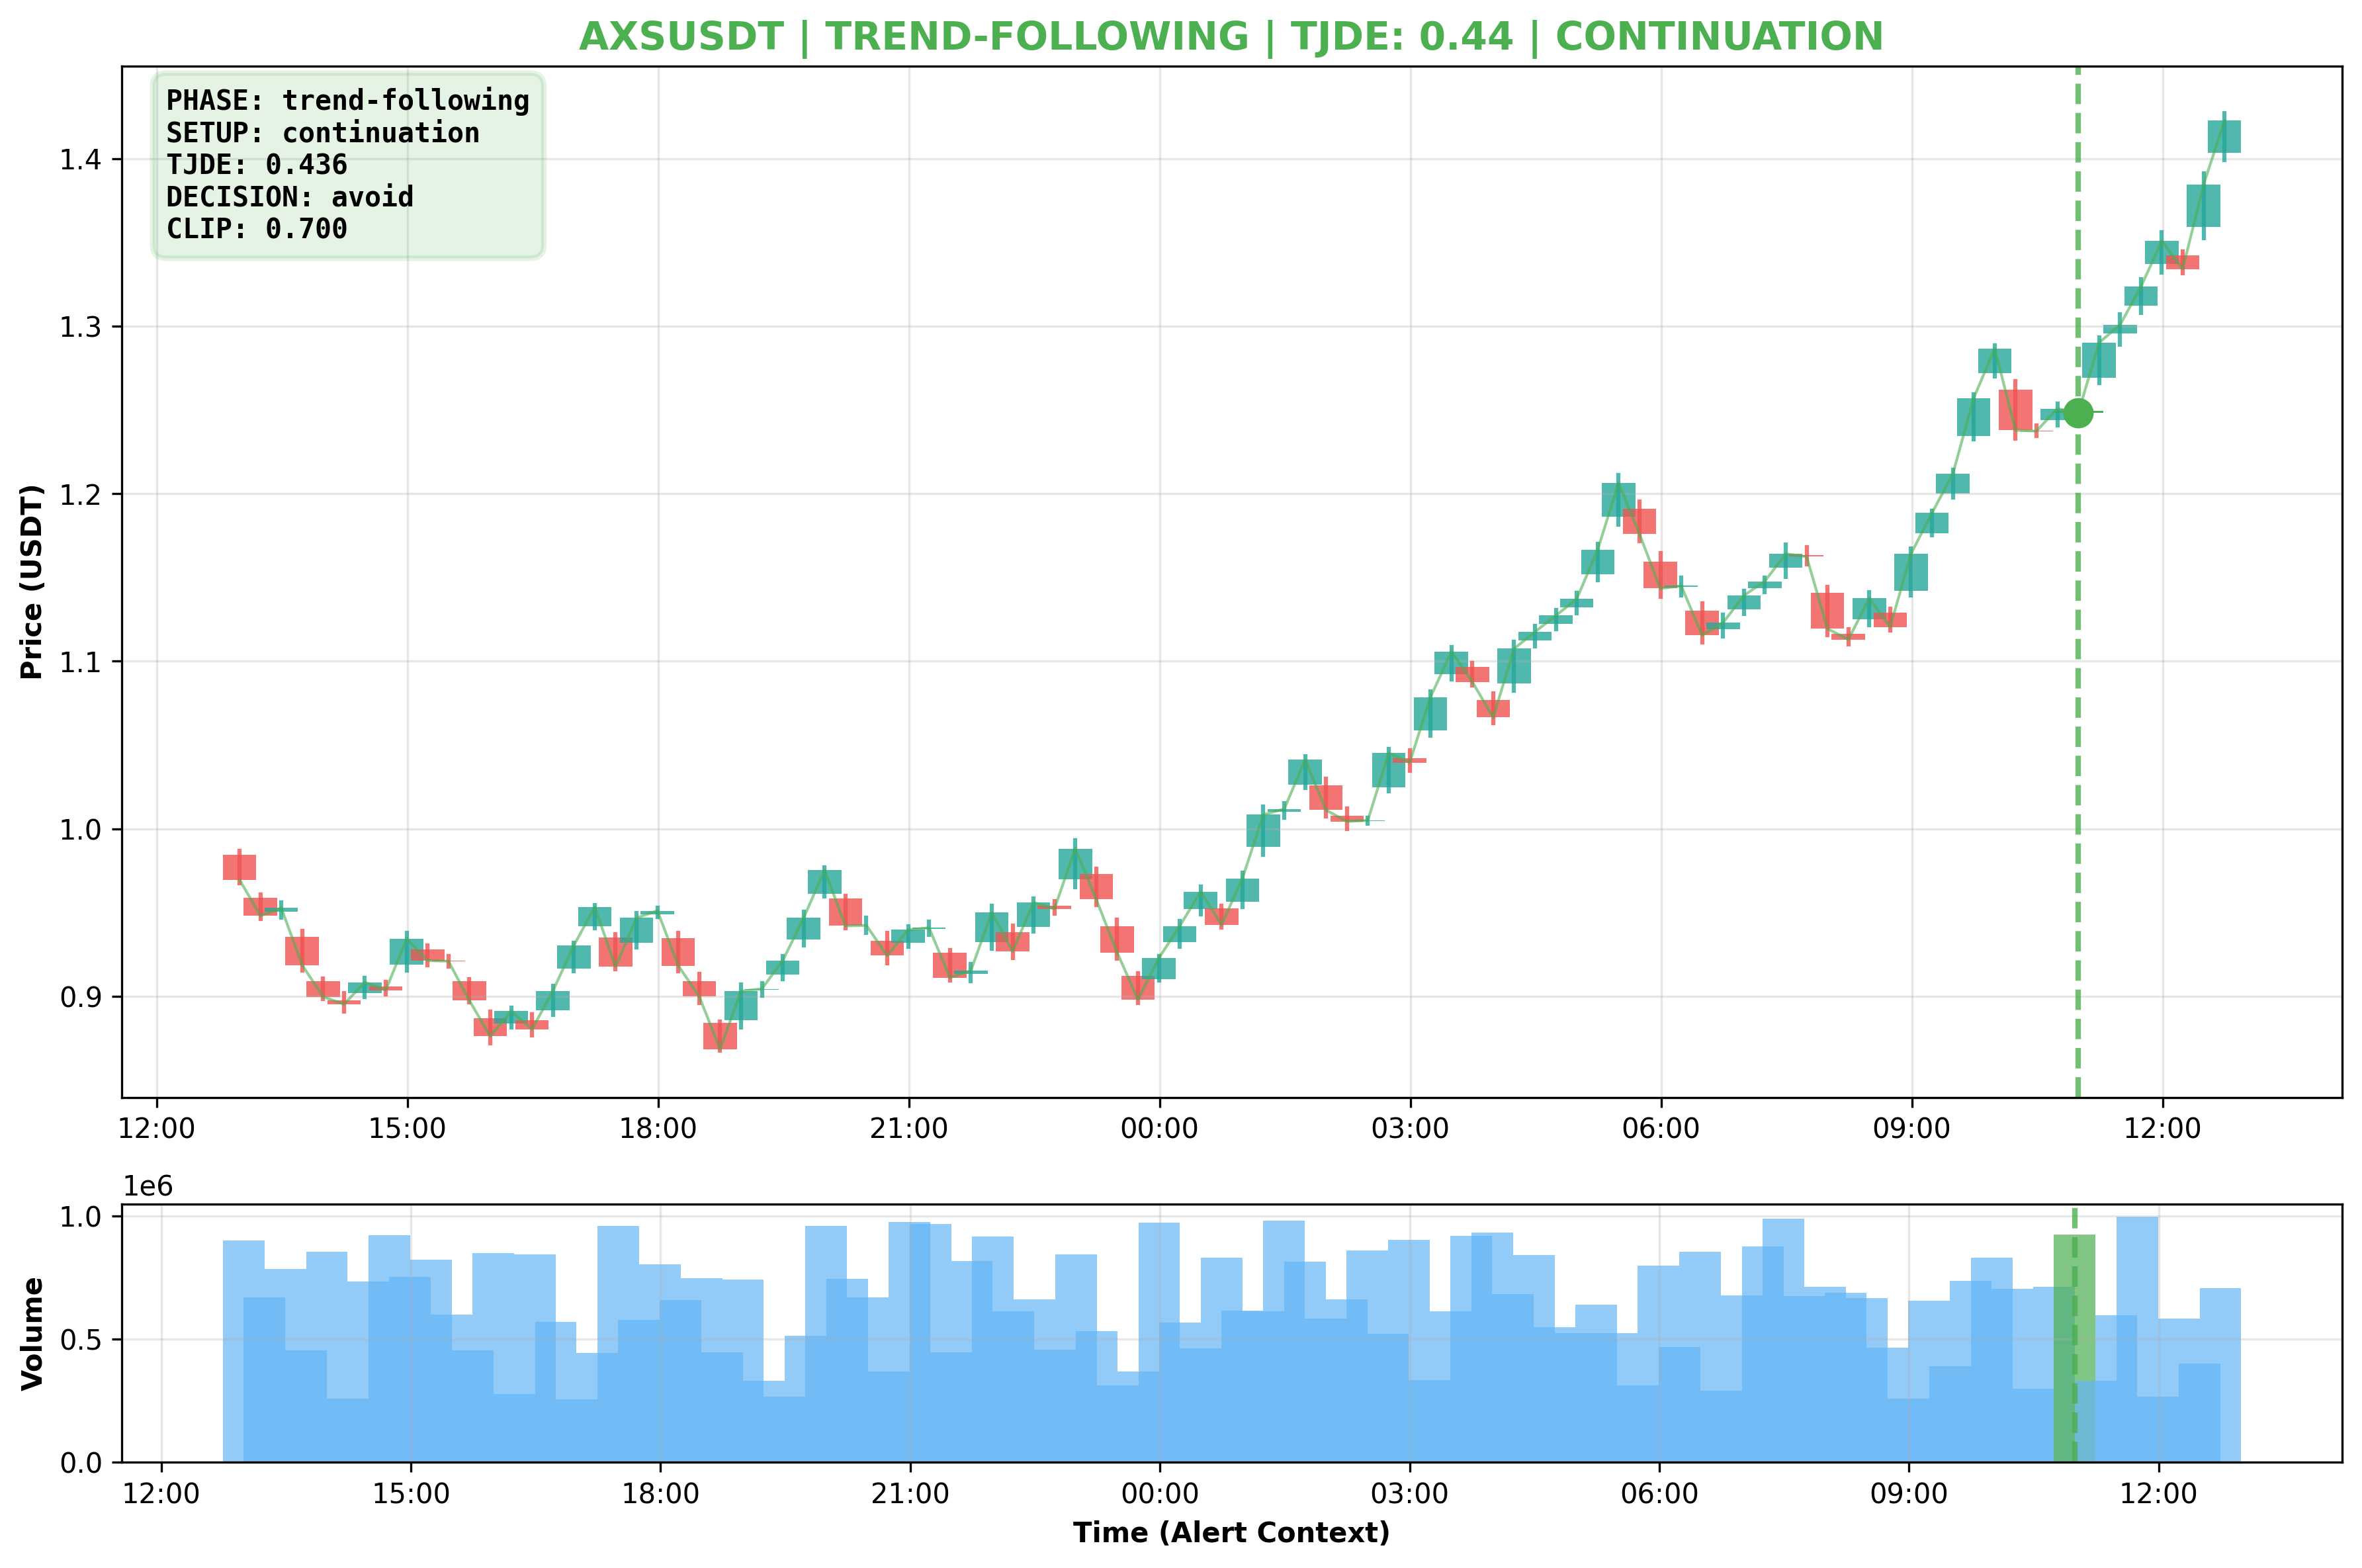 AXSUSDT | TREND-FOLLOWING | TJDE: 0.44 | CONTINUATION
PHASE: trend-following
SETUP: continuation
TJDE: 0.436
DECISION: avoid
CLIP: 0.700
Price (USDT)
1.4
1.3
1.2
1.1
1.0
0.9
12:00 15:00 18:00 21:00 00:00 03:00 06:00 09:00 12:00
1e6
Volume
1.0
0.5
0.0
12:00 15:00 18:00 21:00 00:00 03:00 06:00 09:00 12:00
Time (Alert Context)